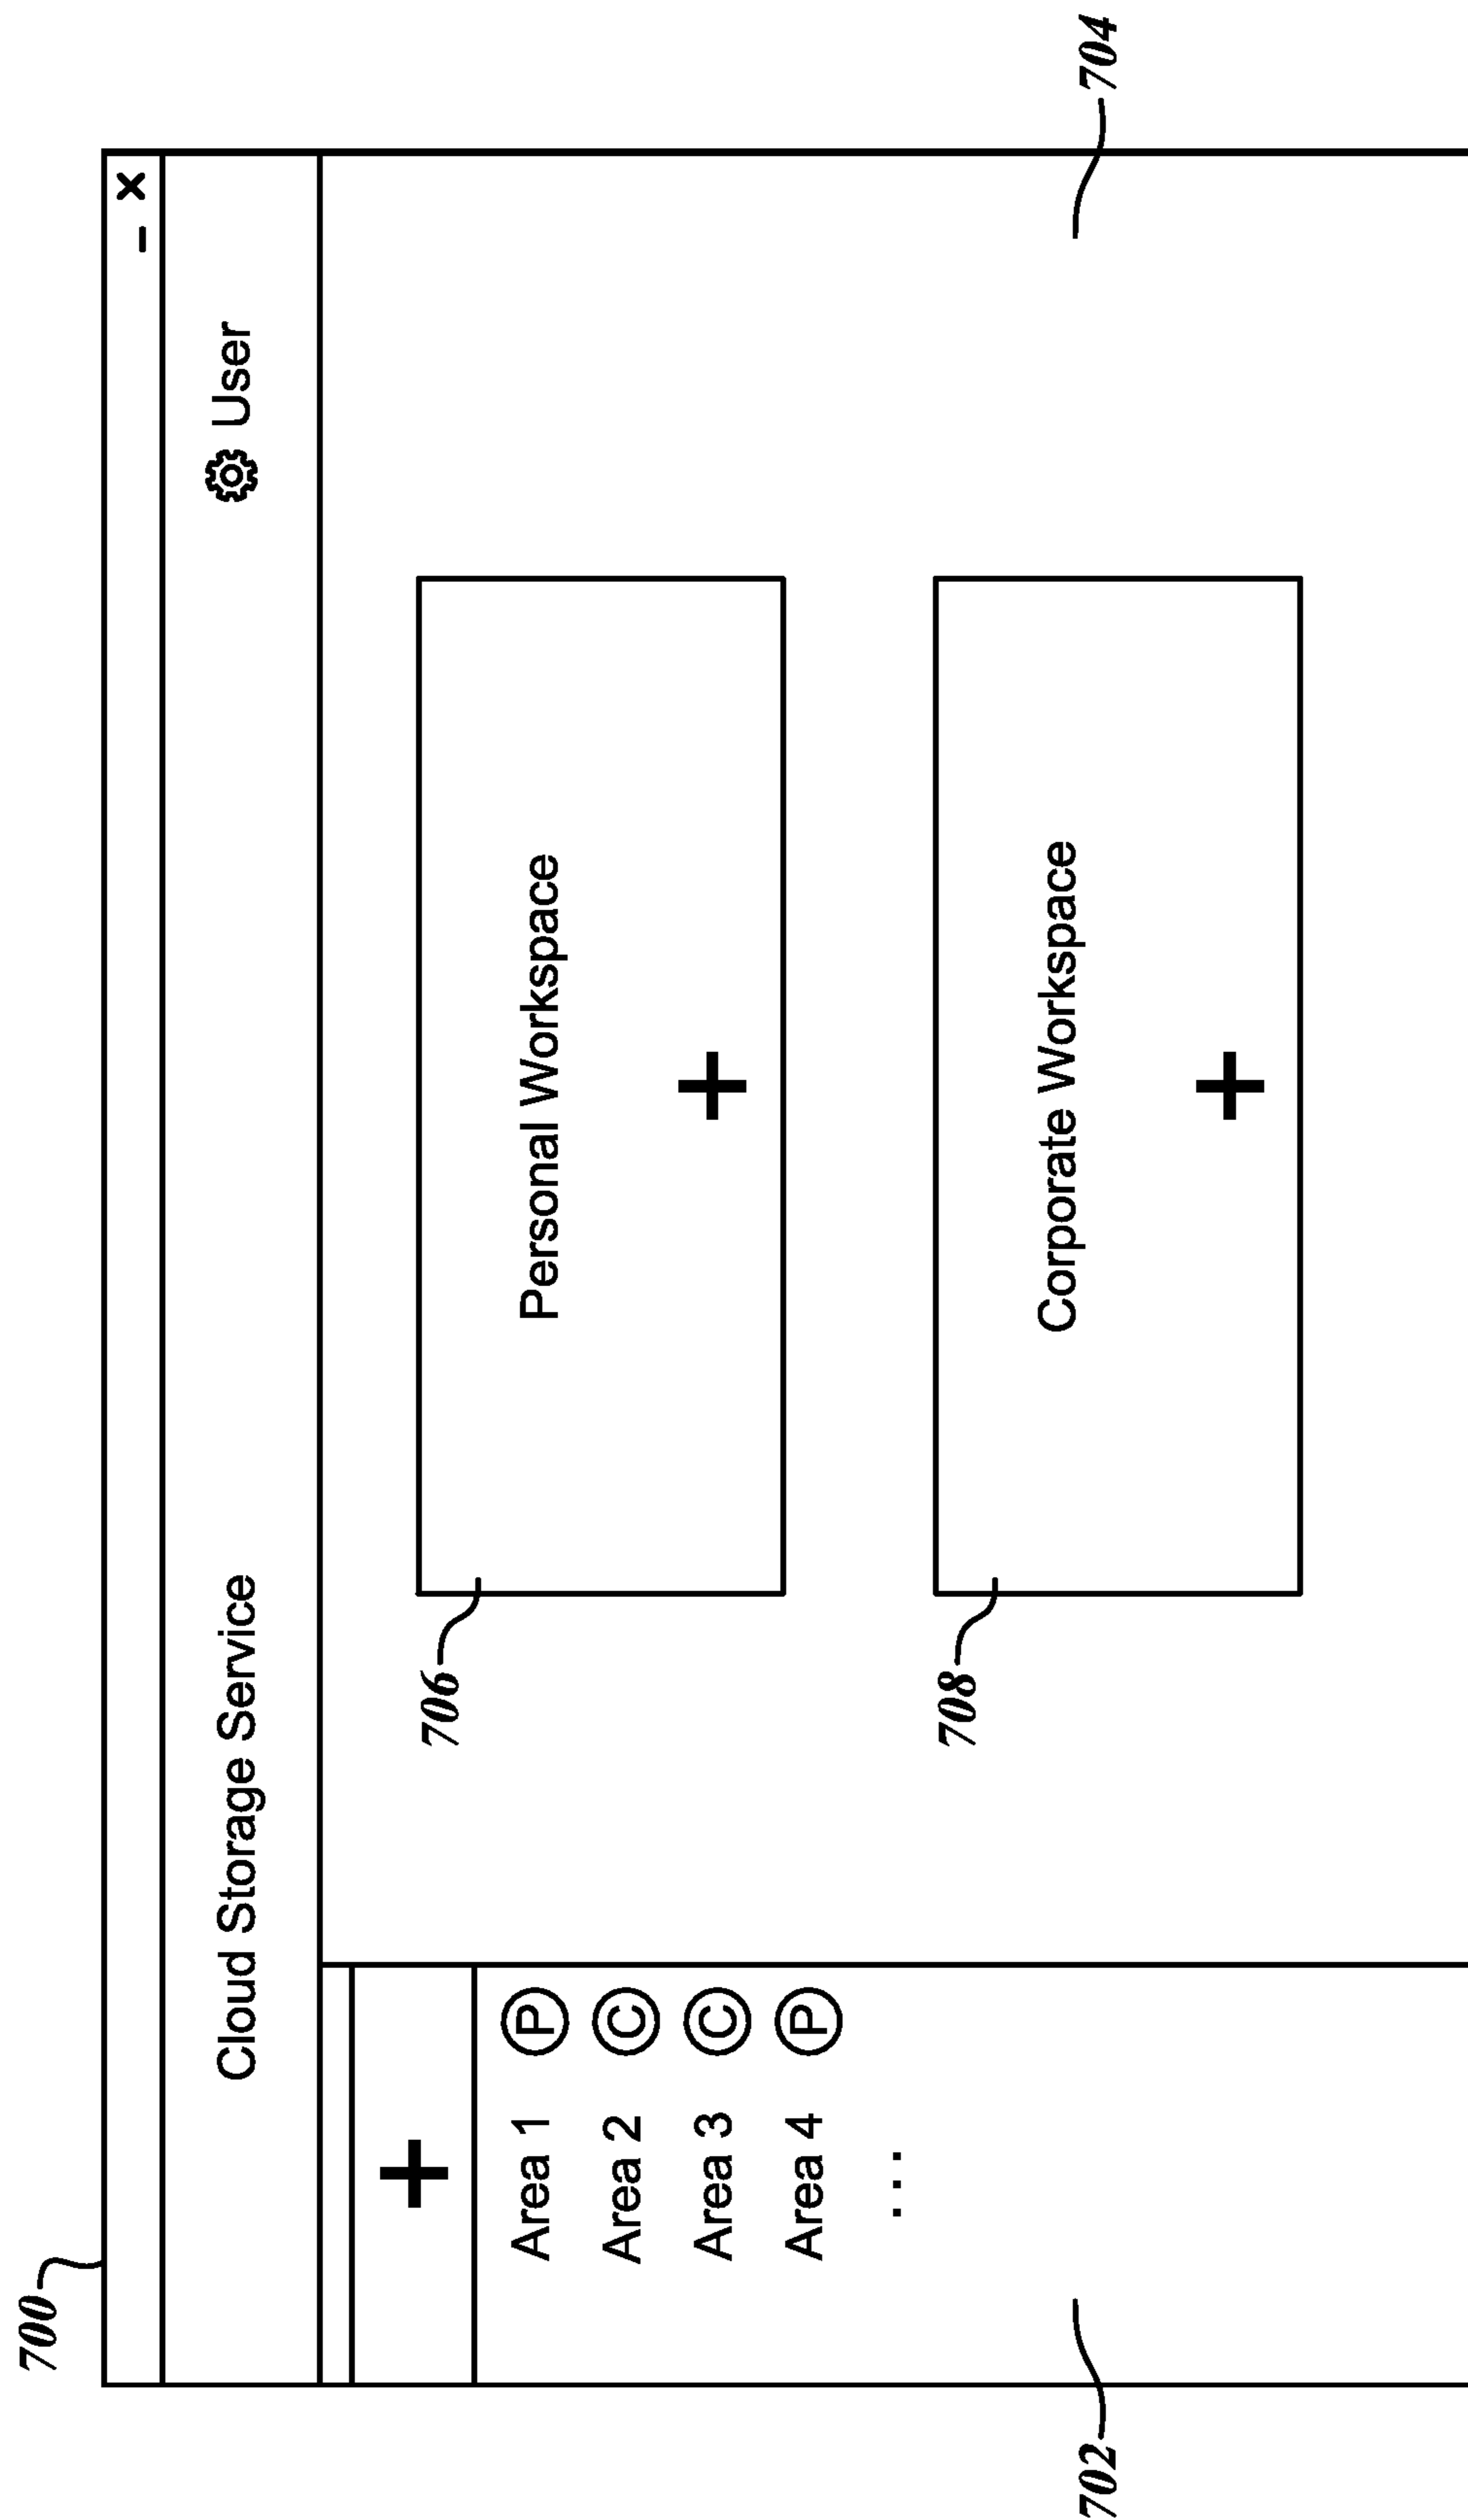 700
- x
Cloud Storage Service
User
+
Area 1 P
Area 2 C
Area 3 C
Area 4 P
...
706
Personal Workspace
+
708
Corporate Workspace
+
702
704